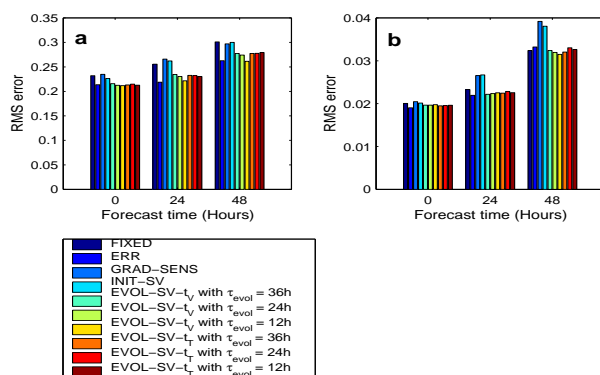 a
0.35
0.3
0.25
0.2
0.15
0.1
0.05
0
RMS error
0 24 48
Forecast time (Hours)
b
0.04
0.03
0.02
0.01
0
RMS error
0 24 48
Forecast time (Hours)
FIXED
ERR
GRAD−SENS
INIT−SV
EVOL−SV−t_V with τ_evol = 36h
EVOL−SV−t_V with τ_evol = 24h
EVOL−SV−t_V with τ_evol = 12h
EVOL−SV−t_T with τ_evol = 36h
EVOL−SV−t_T with τ_evol = 24h
EVOL−SV−t_T with τ_evol = 12h